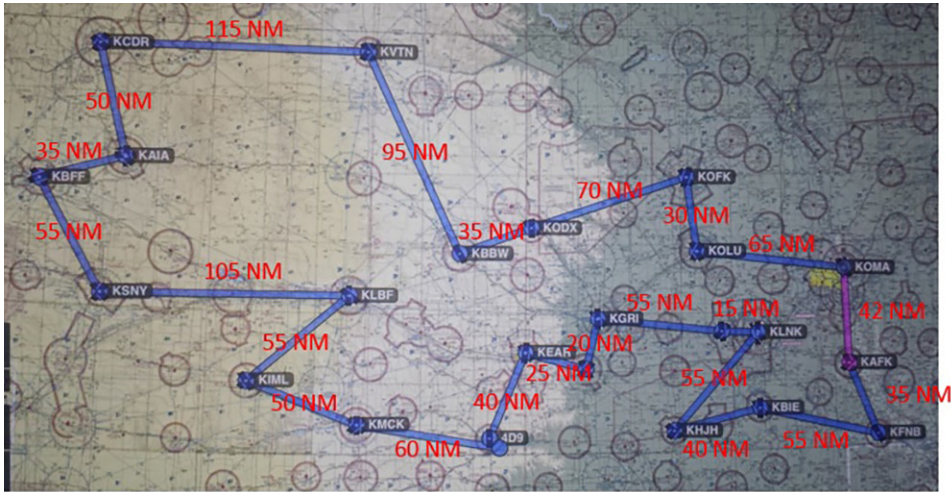 115 NM
KCDR
KVTN
50 NM
35 NM
KAIA
95 NM
KBFF
70 NM
KOFK
55 NM
35 NM
KODX
30 NM
KBBW
KOLU
65 NM
KOMA
105 NM
KSNY
KLBF
55 NM
15 NM
42 NM
KGRI
KLNK
55 NM
20 NM
KEAR
KAFK
25 NM
55 NM
KIML
50 NM
40 NM
35 NM
KBIE
KMCK
4D9
KHJH
KFNB
60 NM
40 NM
55 NM